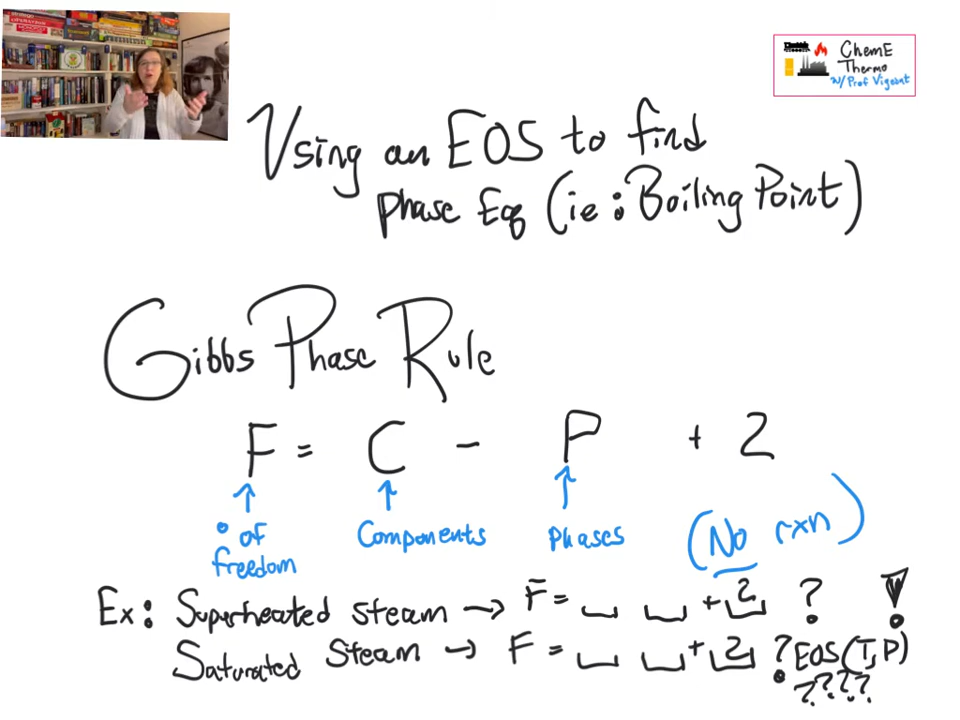 ChemE
Thermo
w/ Prof Vigeant
Using an EOS to find
phase Eq (ie: Boiling Point)
Gibbs Phase Rule
F = C - P + 2
° of
freedom
Components
Phases
(No rxn)
Ex: Superheated steam → F = _ _ + 2 ? !
Saturated Steam → F = _ _ + 2 ? EOS(T,P)
????